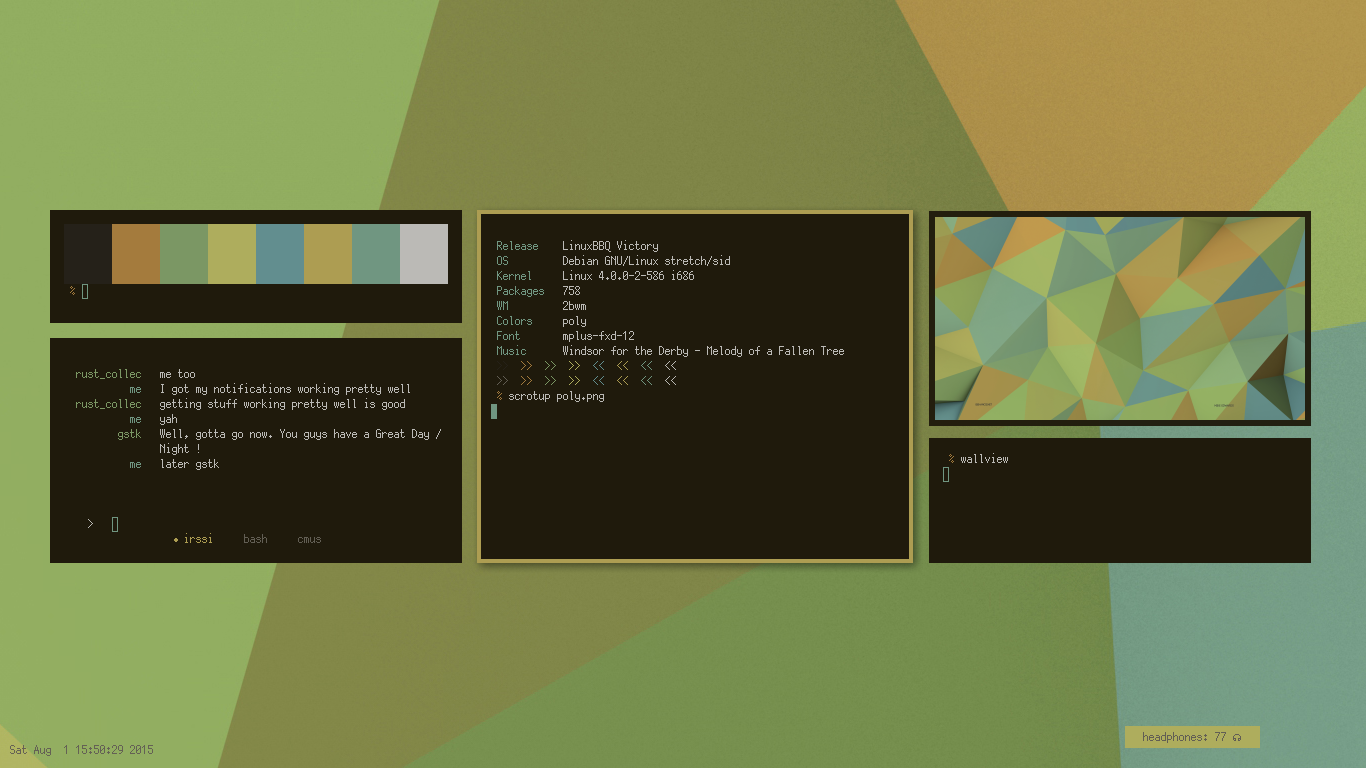 %
rust_collec me too
me I got my notifications working pretty well
rust_collec getting stuff working pretty well is good
me yah
gstk Well, gotta go now. You guys have a Great Day /
Night !
me later gstk
>
◆ irssi bash cmus
Release LinuxBBQ Victory
OS Debian GNU/Linux stretch/sid
Kernel Linux 4.0.0-2-586 i686
Packages 758
WM 2bwm
Colors poly
Font mplus-fxd-12
Music Windsor for the Derby - Melody of a Fallen Tree
>> >> >> << << << <<
>> >> >> >> << << << <<
% scrotup poly.png
% wallview
headphones: 77
Sat Aug 1 15:50:29 2015